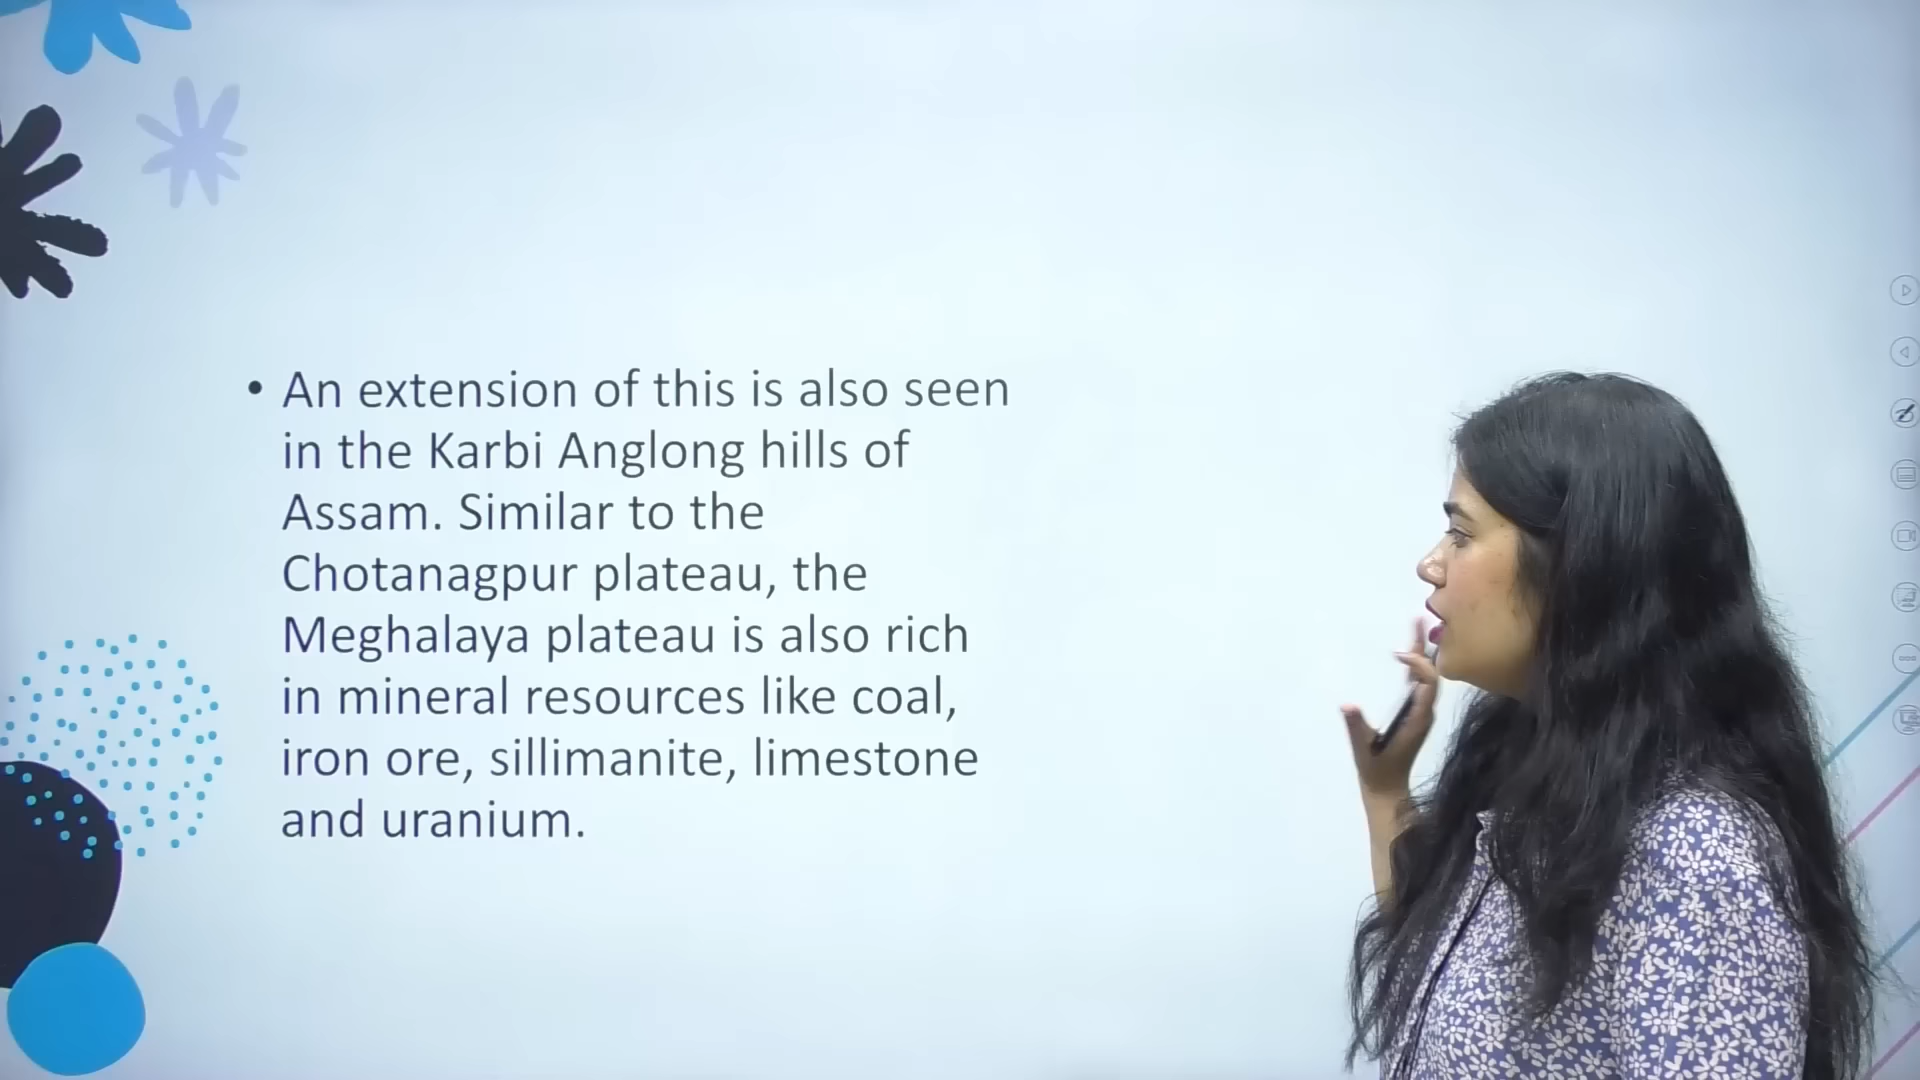 • An extension of this is also seen
in the Karbi Anglong hills of
Assam. Similar to the
Chotanagpur plateau, the
Meghalaya plateau is also rich
in mineral resources like coal,
iron ore, sillimanite, limestone
and uranium.